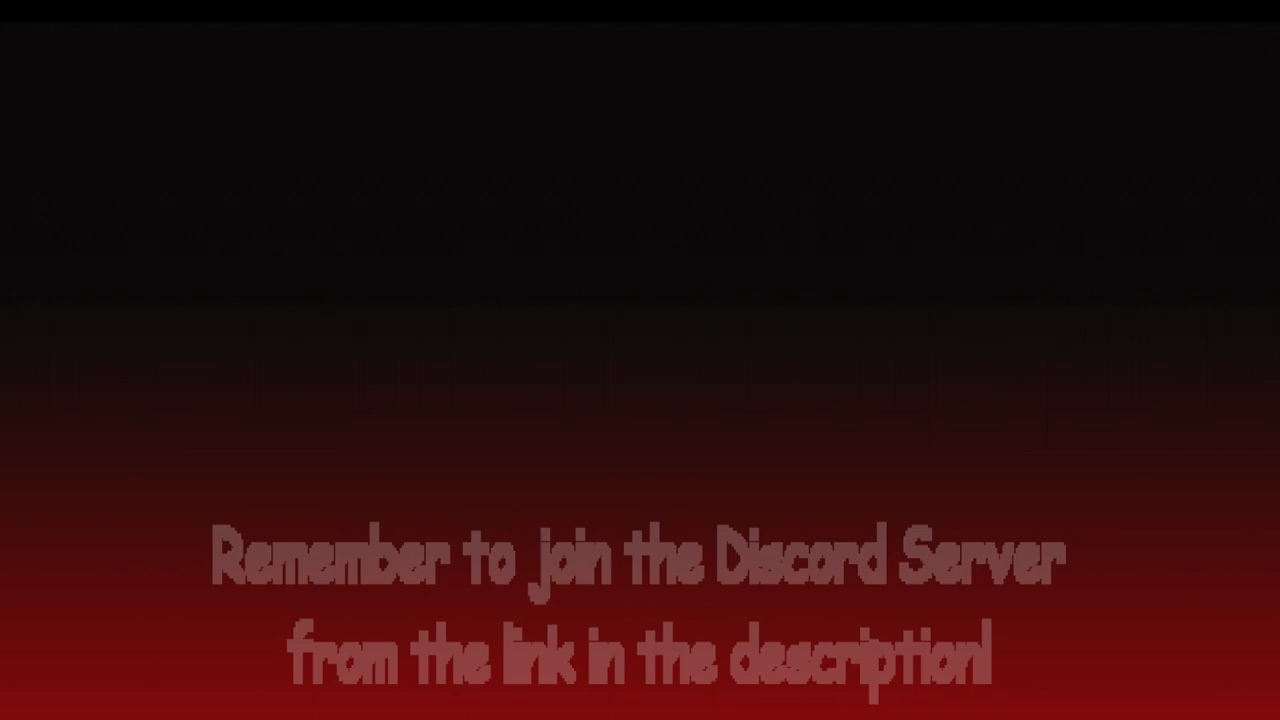 Remember to join the Discord Server
from the link in the description!